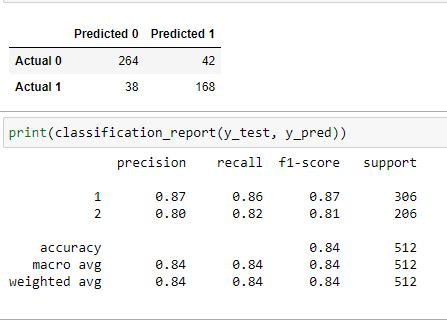 Predicted 0 Predicted 1
Actual 0 264 42
Actual 1 38 168
print(classification_report(y_test, y_pred))
precision recall f1-score support
1 0.87 0.86 0.87 306
2 0.80 0.82 0.81 206
accuracy 0.84 512
macro avg 0.84 0.84 0.84 512
weighted avg 0.84 0.84 0.84 512